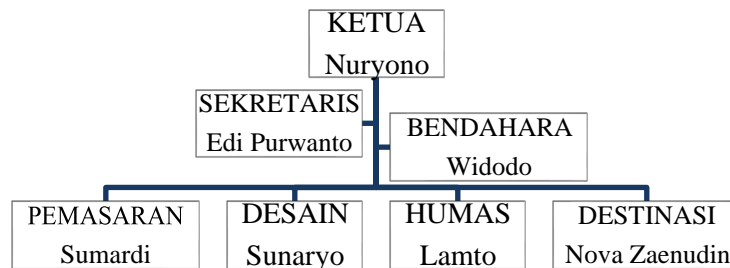 KETUA
Nuryono
SEKRETARIS
Edi Purwanto
BENDAHARA
Widodo
PEMASARAN
Sumardi
DESAIN
Sunaryo
HUMAS
Lamto
DESTINASI
Nova Zaenudin